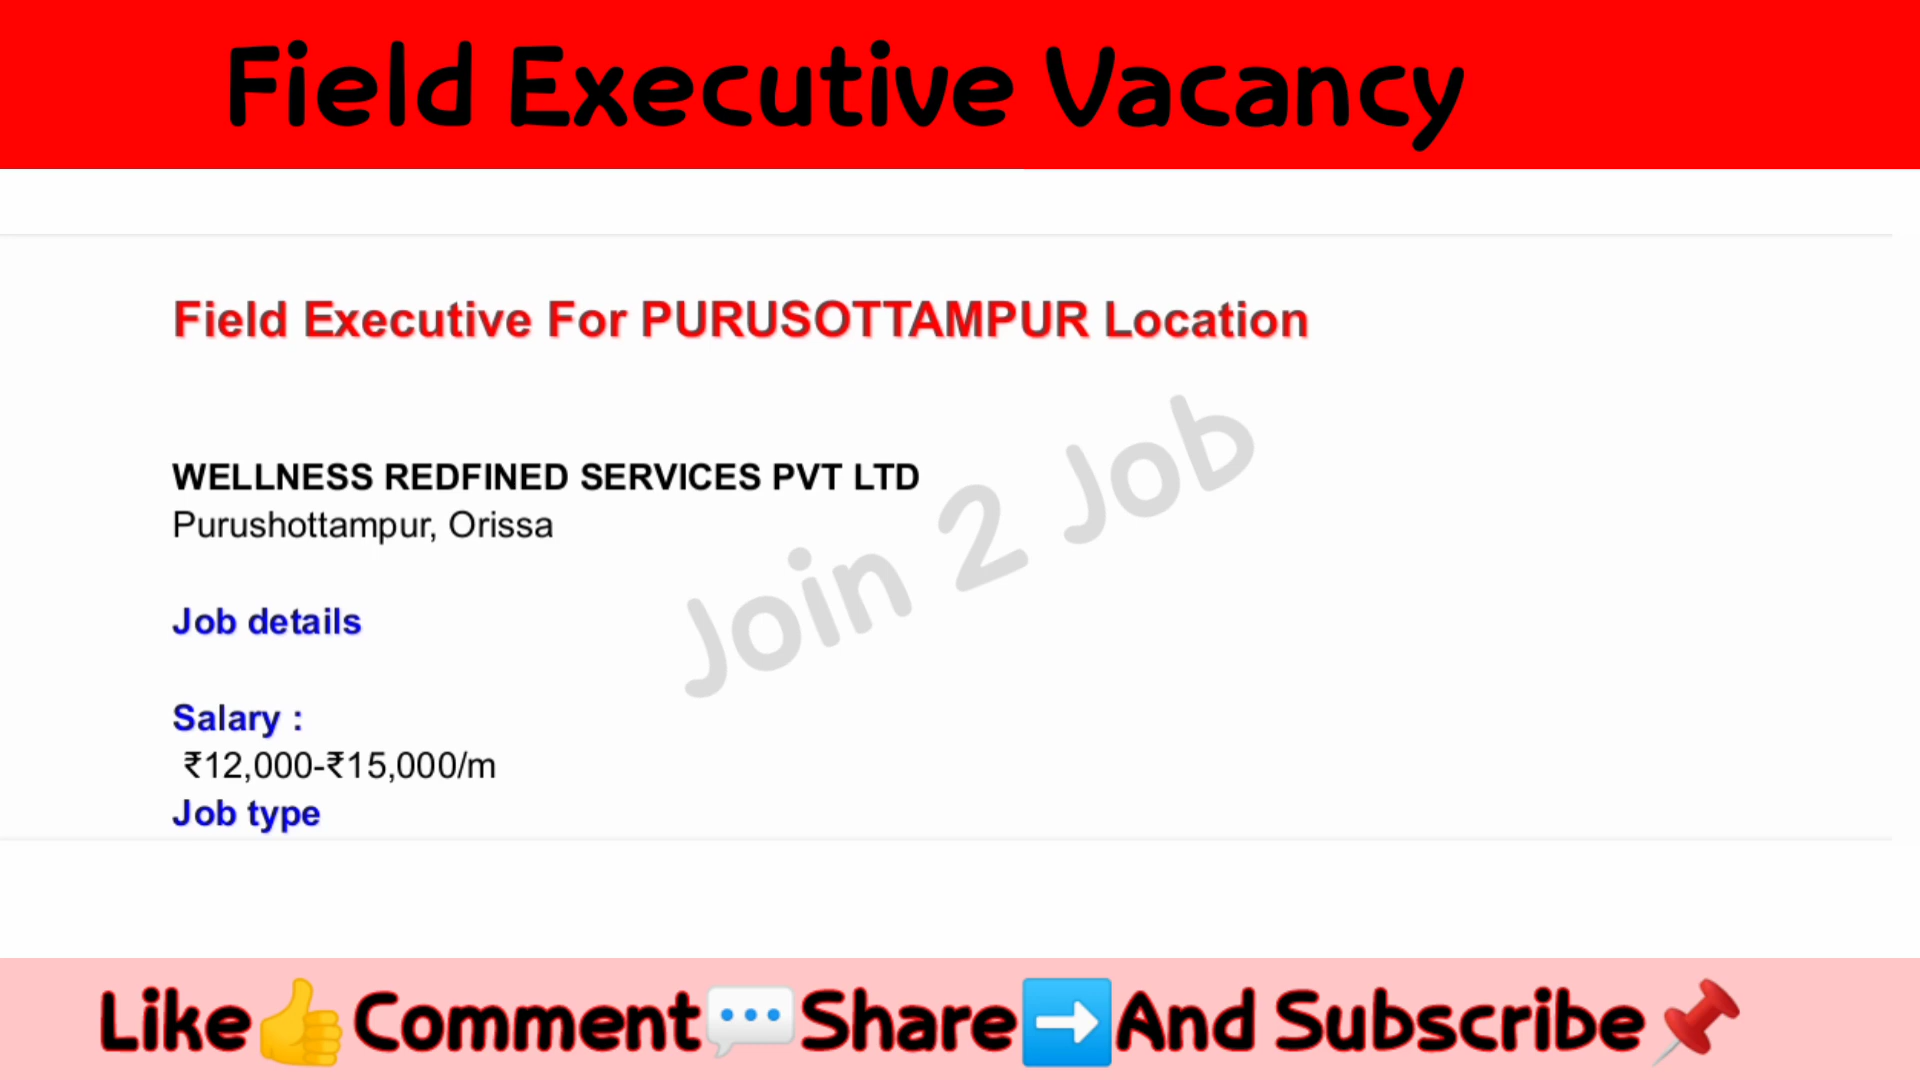 Field Executive Vacancy
Field Executive For PURUSOTTAMPUR Location
WELLNESS REDFINED SERVICES PVT LTD
Purushottampur, Orissa
Join 2 Job
Job details
Salary :
₹12,000-₹15,000/m
Job type
Like👍Comment💬Share➡️And Subscribe📌